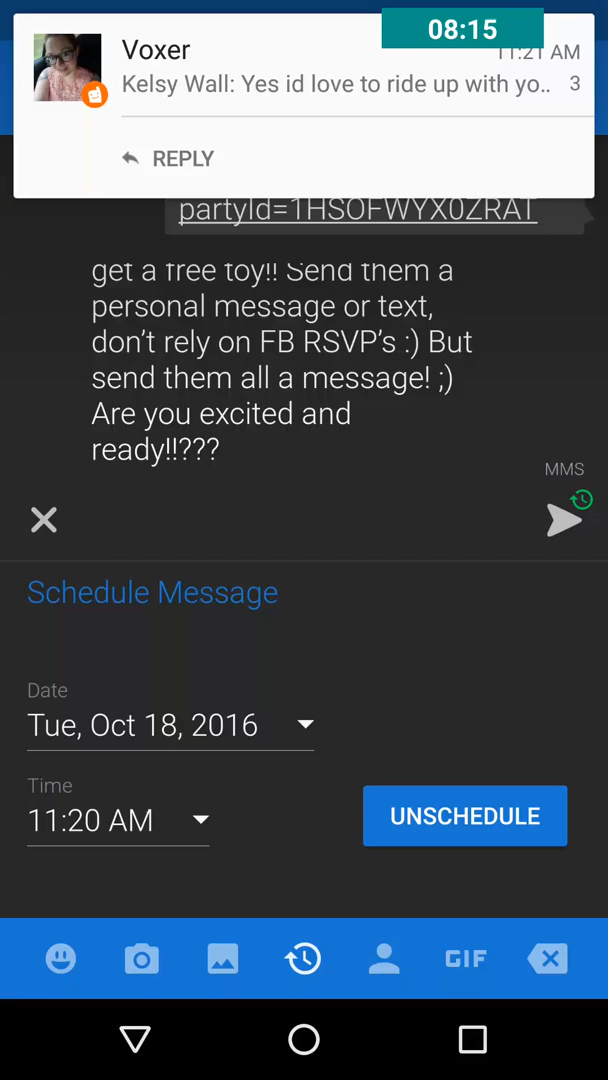 08:15
Voxer
11:21 AM
Kelsy Wall: Yes id love to ride up with yo.. 3
REPLY
partyId=1HSOFWYX0ZRAT
get a free toy!! Send them a
personal message or text,
don't rely on FB RSVP's :) But
send them all a message! ;)
Are you excited and
ready!!???
MMS
Schedule Message
Date
Tue, Oct 18, 2016
Time
11:20 AM
UNSCHEDULE
GIF